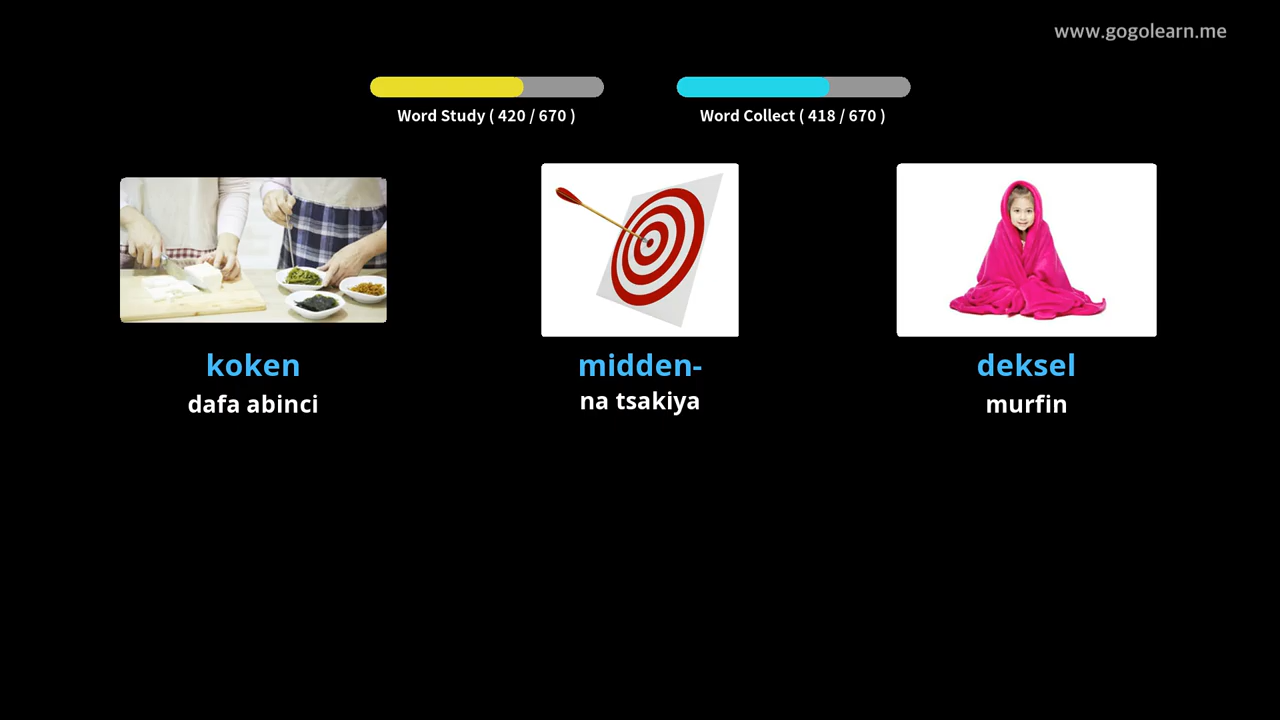 www.gogolearn.me
Word Study ( 420 / 670 )
Word Collect ( 418 / 670 )
koken
dafa abinci
midden-
na tsakiya
deksel
murfin